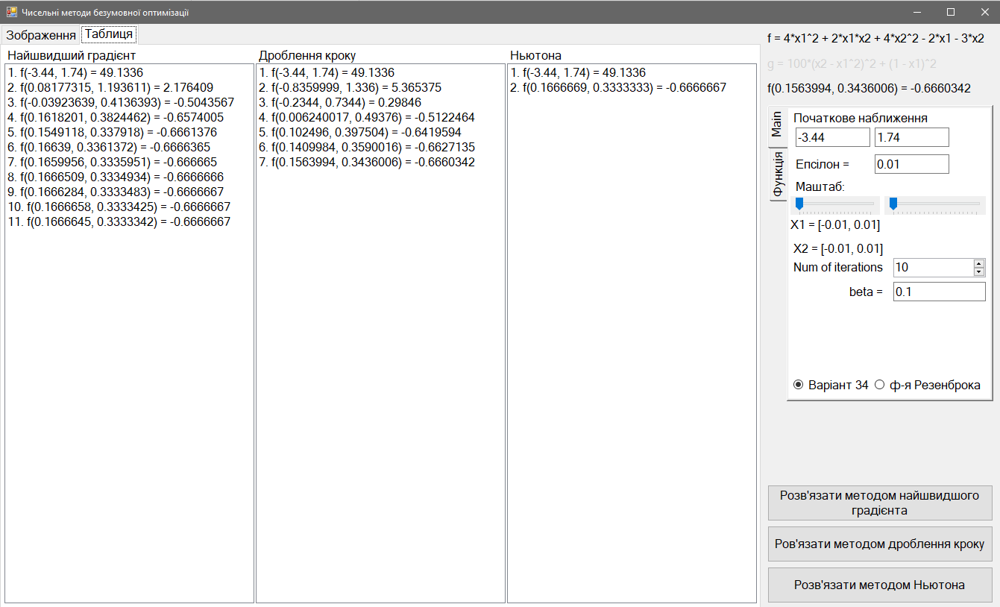 Чисельні методи безумовної оптимізації
Зображення
Таблиця
Найшвидший градієнт
1. f(-3.44, 1.74) = 49.1336
2. f(0.08177315, 1.193611) = 2.176409
3. f(-0.03923639, 0.4136393) = -0.5043567
4. f(0.1618201, 0.3824462) = -0.6574005
5. f(0.1549118, 0.337918) = -0.6661376
6. f(0.16639, 0.3361372) = -0.6666365
7. f(0.1659956, 0.3335951) = -0.666665
8. f(0.1666509, 0.3334934) = -0.6666666
9. f(0.1666284, 0.3333483) = -0.6666667
10. f(0.1666658, 0.3333425) = -0.6666667
11. f(0.1666645, 0.3333342) = -0.6666667
Дроблення кроку
1. f(-3.44, 1.74) = 49.1336
2. f(-0.8359999, 1.336) = 5.365375
3. f(-0.2344, 0.7344) = 0.29846
4. f(0.006240017, 0.49376) = -0.5122464
5. f(0.102496, 0.397504) = -0.6419594
6. f(0.1409984, 0.3590016) = -0.6627135
7. f(0.1563994, 0.3436006) = -0.6660342
Ньютона
1. f(-3.44, 1.74) = 49.1336
2. f(0.1666669, 0.3333333) = -0.6666667
f = 4*x1^2 + 2*x1*x2 + 4*x2^2 - 2*x1 - 3*x2
g = 100*(x2 - x1^2)^2 + (1 - x1)^2
f(0.1563994, 0.3436006) = -0.6660342
Main
Функція
Початкове наближення
-3.44
1.74
Епсілон =
0.01
Маштаб:
X1 = [-0.01, 0.01]
X2 = [-0.01, 0.01]
Num of iterations
10
beta =
0.1
Варіант 34
ф-я Резенброка
Розв'язати методом найшвидшого
градієнта
Ров'язати методом дроблення кроку
Розв'язати методом Ньютона